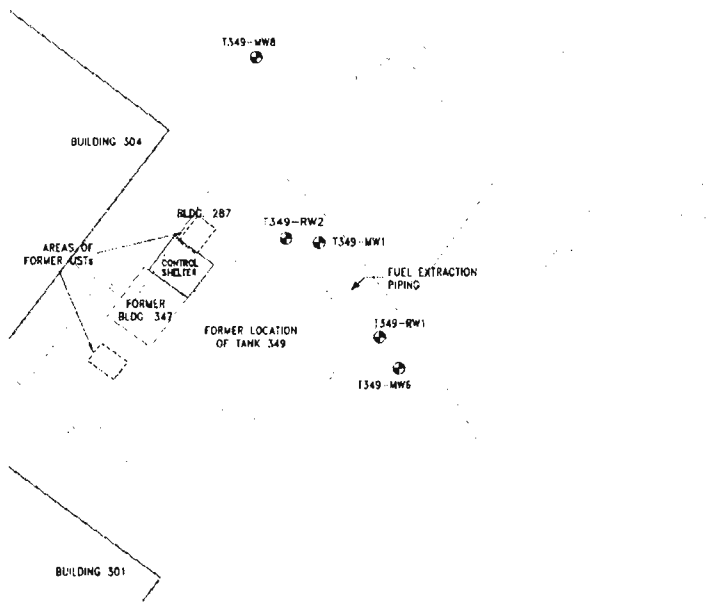 T349-MW8
BUILDING 304
BLDG. 287
T349-RW2
T349-MW1
AREAS OF
FORMER USTs
CONTROL
SHELTER
FUEL EXTRACTION
PIPING
FORMER
BLDG 347
FORMER LOCATION
OF TANK 349
T349-RW1
T349-MW6
BUILDING 301